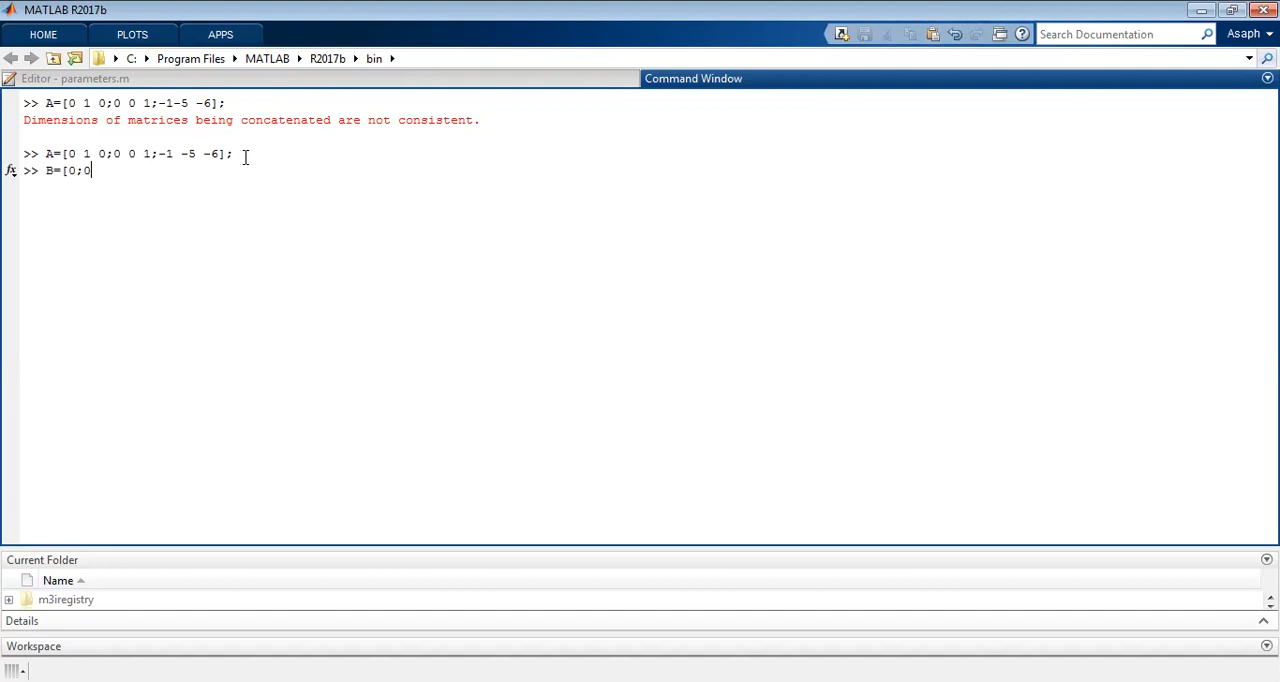 MATLAB R2017b
HOME PLOTS APPS Search Documentation Asaph
C: Program Files MATLAB R2017b bin
Editor - parameters.m Command Window
>> A=[0 1 0;0 0 1;-1-5 -6];
Dimensions of matrices being concatenated are not consistent.
>> A=[0 1 0;0 0 1;-1 -5 -6];
fx >> B=[0;0
Current Folder
Name
m3iregistry
Details
Workspace